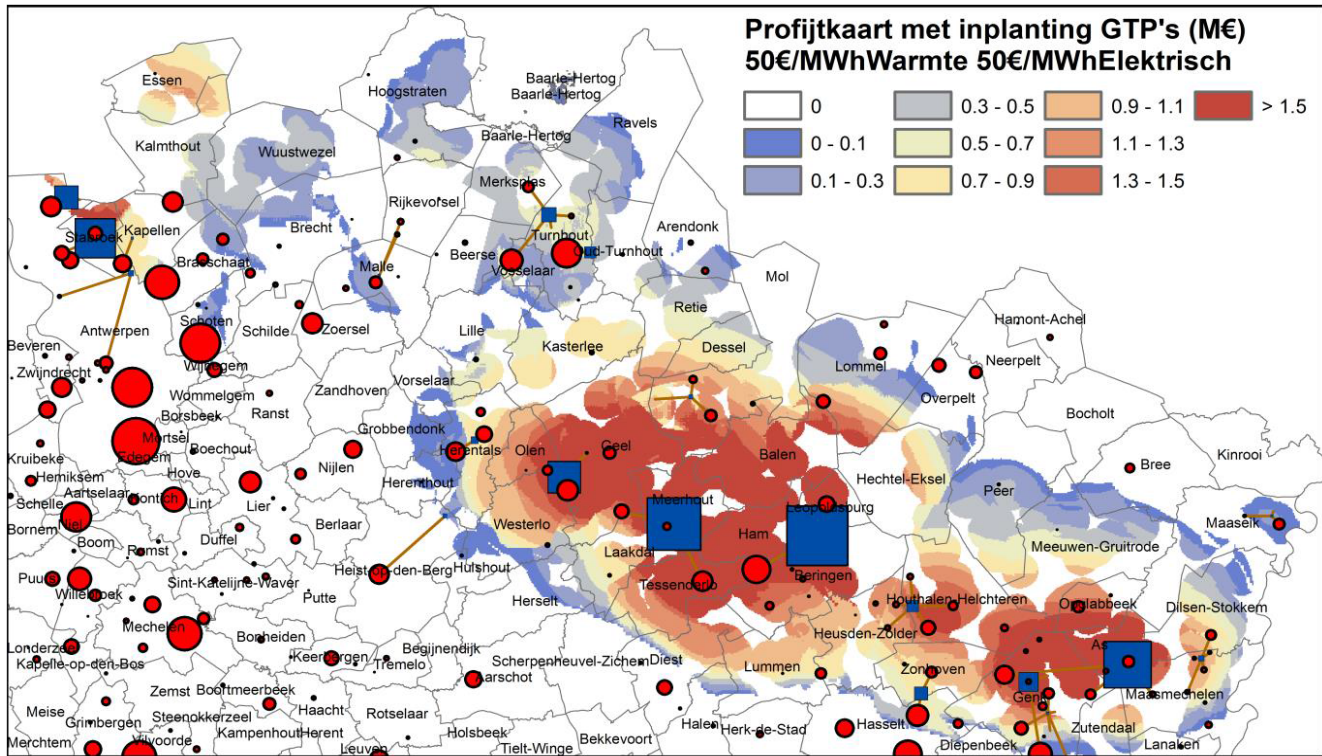 Profijtkaart met inplanting GTP's (M€)
50€/MWhWarmte 50€/MWhElektrisch
0
0.3 - 0.5
0.9 - 1.1
> 1.5
0 - 0.1
0.5 - 0.7
1.1 - 1.3
0.1 - 0.3
0.7 - 0.9
1.3 - 1.5
Essen
Hoogstraten
Baarle-Hertog
Baarle-Hertog
Baarle-Hertog
Ravels
Kalmthout
Wuustwezel
Merksplas
Rijkevorsel
Kapellen
Stabroek
Brecht
Turnhout
Oud-Turnhout
Arendonk
Beerse
Vosselaar
Malle
Brasschaat
Mol
Retie
Antwerpen
Schoten
Schilde
Zoersel
Lille
Kasterlee
Dessel
Hamont-Achel
Beveren
Zwijndrecht
Wijnegem
Neerpelt
Lommel
Overpelt
Vorselaar
Zandhoven
Wommelgem
Ranst
Borsbeek
Grobbendonk
Bocholt
Mortsel
Boechout
Edegem
Herentals
Olen
Geel
Balen
Kruibeke
Hemiksem
Hove
Nijlen
Bree
Kinrooi
Hechtel-Eksel
Herenthout
Aartselaar
Kontich
Lint
Lier
Schelle
Niel
Bornem
Meerhout
Leopoldsburg
Peer
Maaseik
Berlaar
Westerlo
Boom
Duffel
Ham
Meeuwen-Gruitrode
Rumst
Laakdal
Hulshout
Heist-op-den-Berg
Puurs
Willebroek
Sint-Katelijne-Waver
Putte
Tessenderlo
Beringen
Herselt
Houthalen-Helchteren
Opglabbeek
Dilsen-Stokkem
Mechelen
Bonheiden
Heusden-Zolder
Londerzeel
Kapelle-op-den-Bos
Keerbergen
Tremelo
Begijnendijk
Scherpenheuvel-Zichem
Diest
Lummen
Zonhoven
As
Aarschot
Genk
Maasmechelen
Zemst
Boortmeerbeek
Meise
Grimbergen
Steenokkerzeel
Haacht
Rotselaar
Halen
Herk-de-Stad
Hasselt
Zutendaal
Merchtem
Vilvoorde
Kampenhout
Herent
Leuven
Holsbeek
Tielt-Winge
Bekkevoort
Diepenbeek
Lanaken